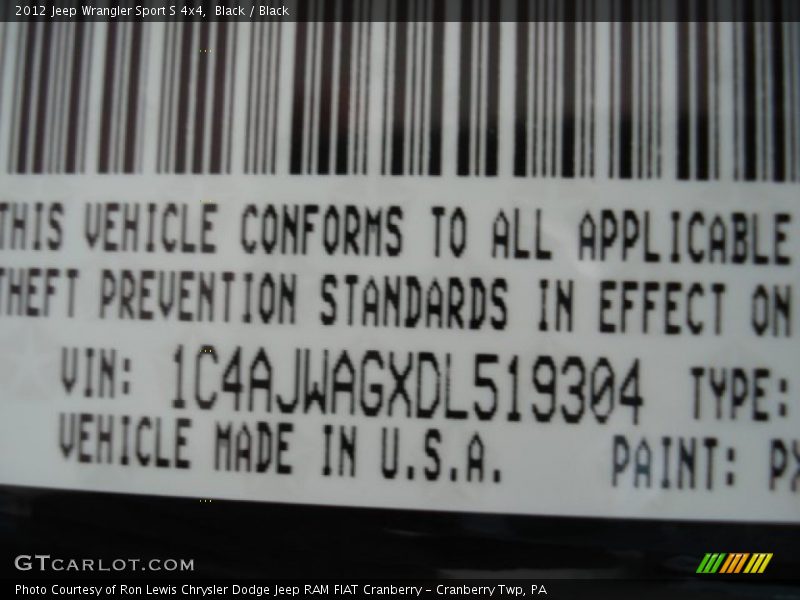 2012 Jeep Wrangler Sport S 4x4, Black / Black
THIS VEHICLE CONFORMS TO ALL APPLICABLE
THEFT PREVENTION STANDARDS IN EFFECT ON
VIN: 1C4AJWAGXDL519304 TYPE:
VEHICLE MADE IN U.S.A. PAINT: PX
GTCARLOT.COM
Photo Courtesy of Ron Lewis Chrysler Dodge Jeep RAM FIAT Cranberry – Cranberry Twp, PA